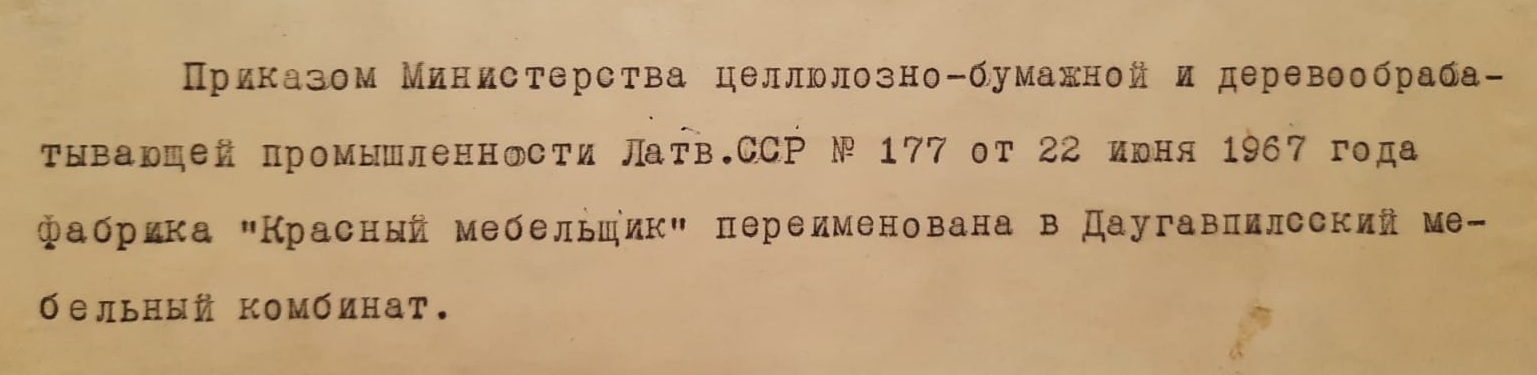 Приказом Министерства целлюлозно-бумажной и деревообраба-
тывающей промышленности Латв.ССР № 177 от 22 июня 1967 года
фабрика "Красный мебельщик" переименована в Даугавпилсский ме-
бельный комбинат.